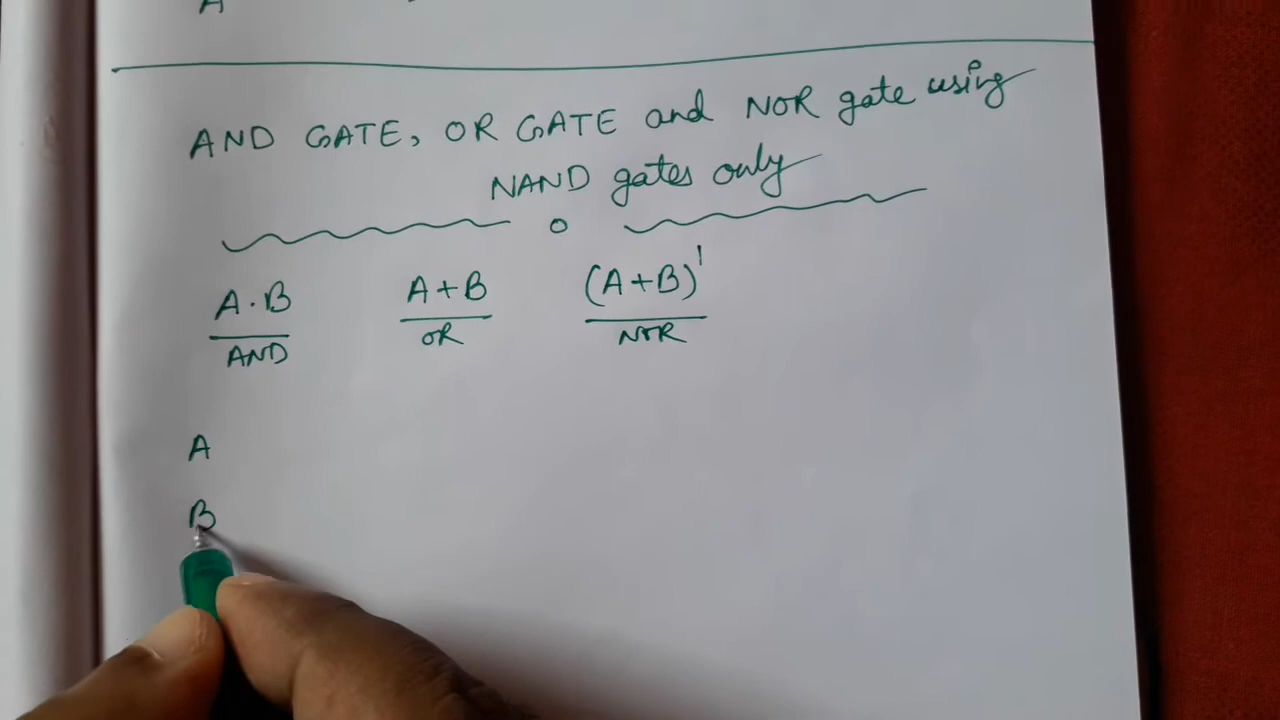 A
AND GATE, OR GATE and NOR gate using
NAND gates only
A·B A+B (A+B)'
AND OR NOR
A
B